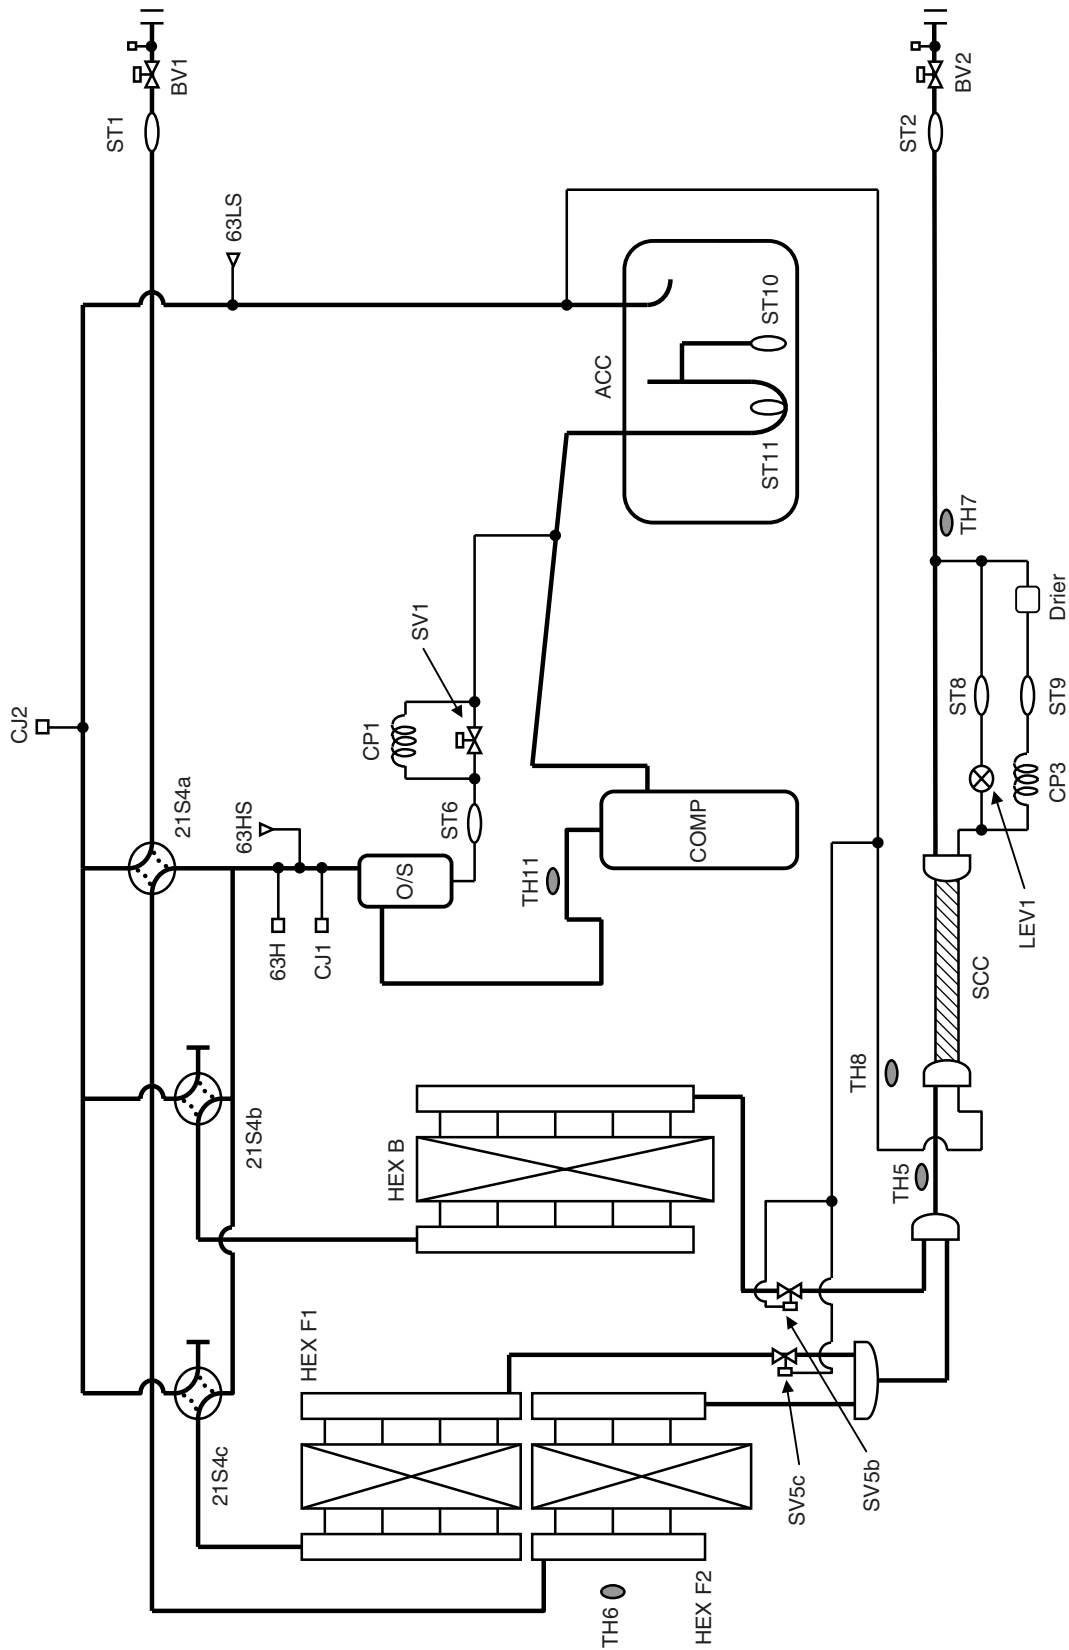 CJ2
21S4a
63HS
63H
CJ1
O/S
21S4b
21S4c
HEX B
HEX F1
HEX F2
TH6
SV5c
SV5b
TH5
TH8
SCC
LEV1
CP3
ST9
Drier
ST8
TH7
COMP
TH11
ST6
CP1
SV1
ACC
ST11
ST10
63LS
ST1
BV1
ST2
BV2